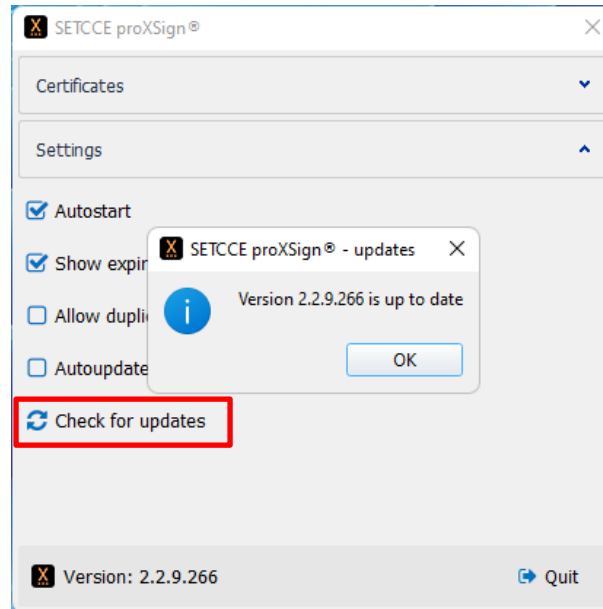 SETCCE proXSign®
Certificates
Settings
Autostart
Show expir
SETCCE proXSign® - updates
Version 2.2.9.266 is up to date
OK
Allow dupli
Autoupdate
Check for updates
Version: 2.2.9.266
Quit